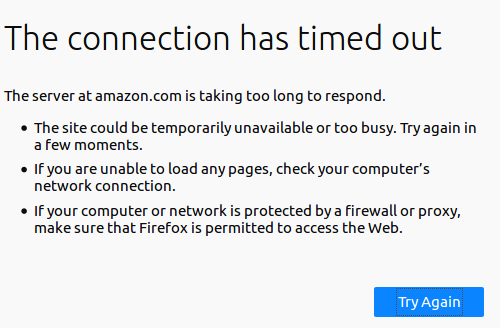 The connection has timed out
The server at amazon.com is taking too long to respond.
The site could be temporarily unavailable or too busy. Try again in
a few moments.
If you are unable to load any pages, check your computer’s
network connection.
If your computer or network is protected by a firewall or proxy,
make sure that Firefox is permitted to access the Web.
Try Again